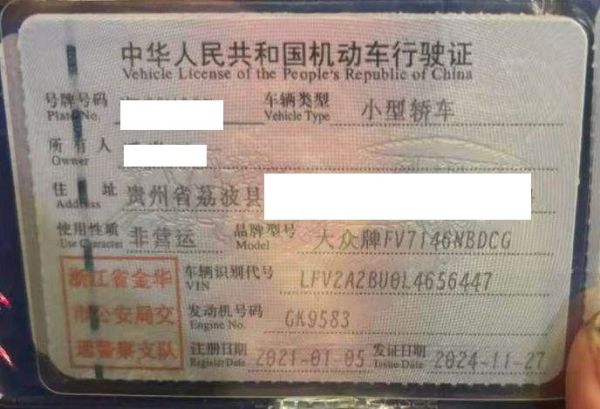 中华人民共和国机动车行驶证
Vehicle License of the People's Republic of China
号牌号码 车辆类型 小型轿车
Plate No. Vehicle Type
所有人
Owner
住址 贵州省荔波县
Address
使用性质 非营运 品牌型号 大众牌FV7146NBDCG
Use Character Model
浙江省金华 车辆识别代号 LFV2A2BU0L4656447
VIN
市公安局交 发动机号码 GK9583
Engine No.
通警察支队 注册日期 2021-01-05 发证日期 2024-11-27
Register Date Issue Date